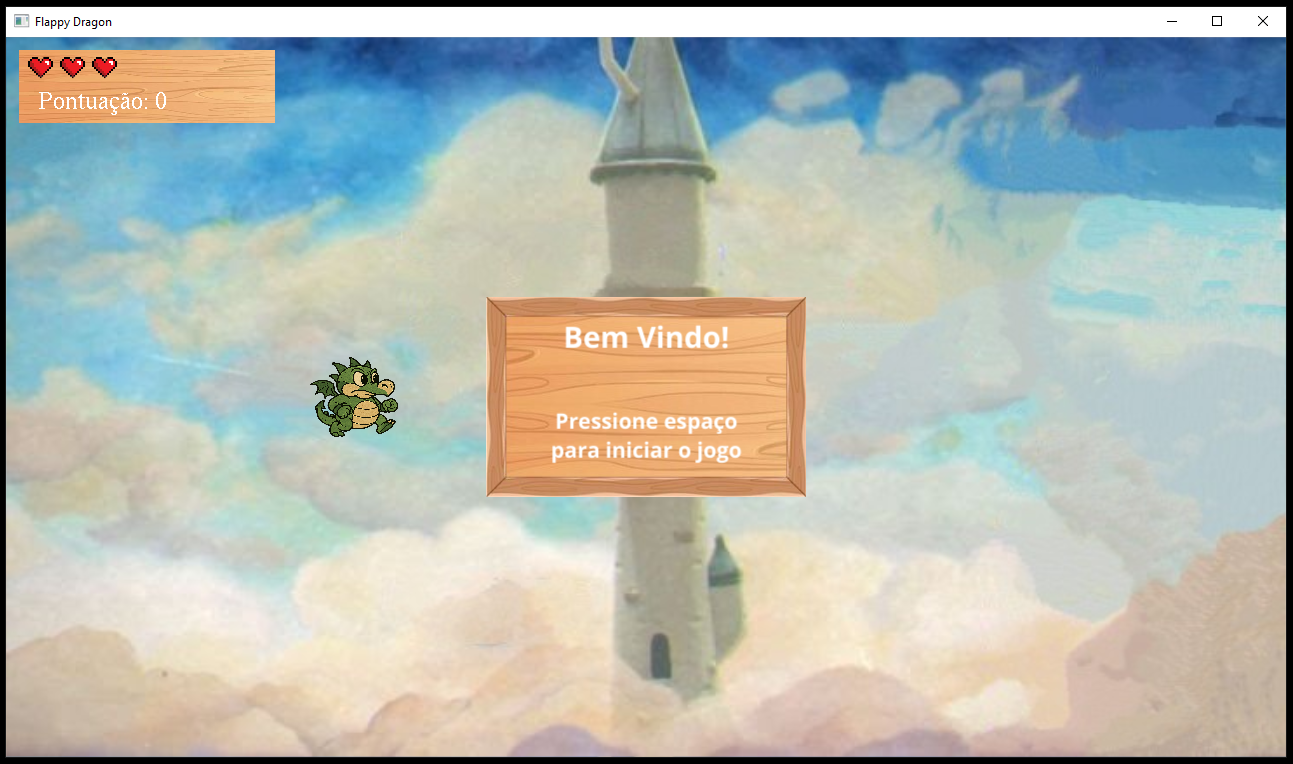 Flappy Dragon
Pontuação: 0
Bem Vindo!
Pressione espaço
para iniciar o jogo